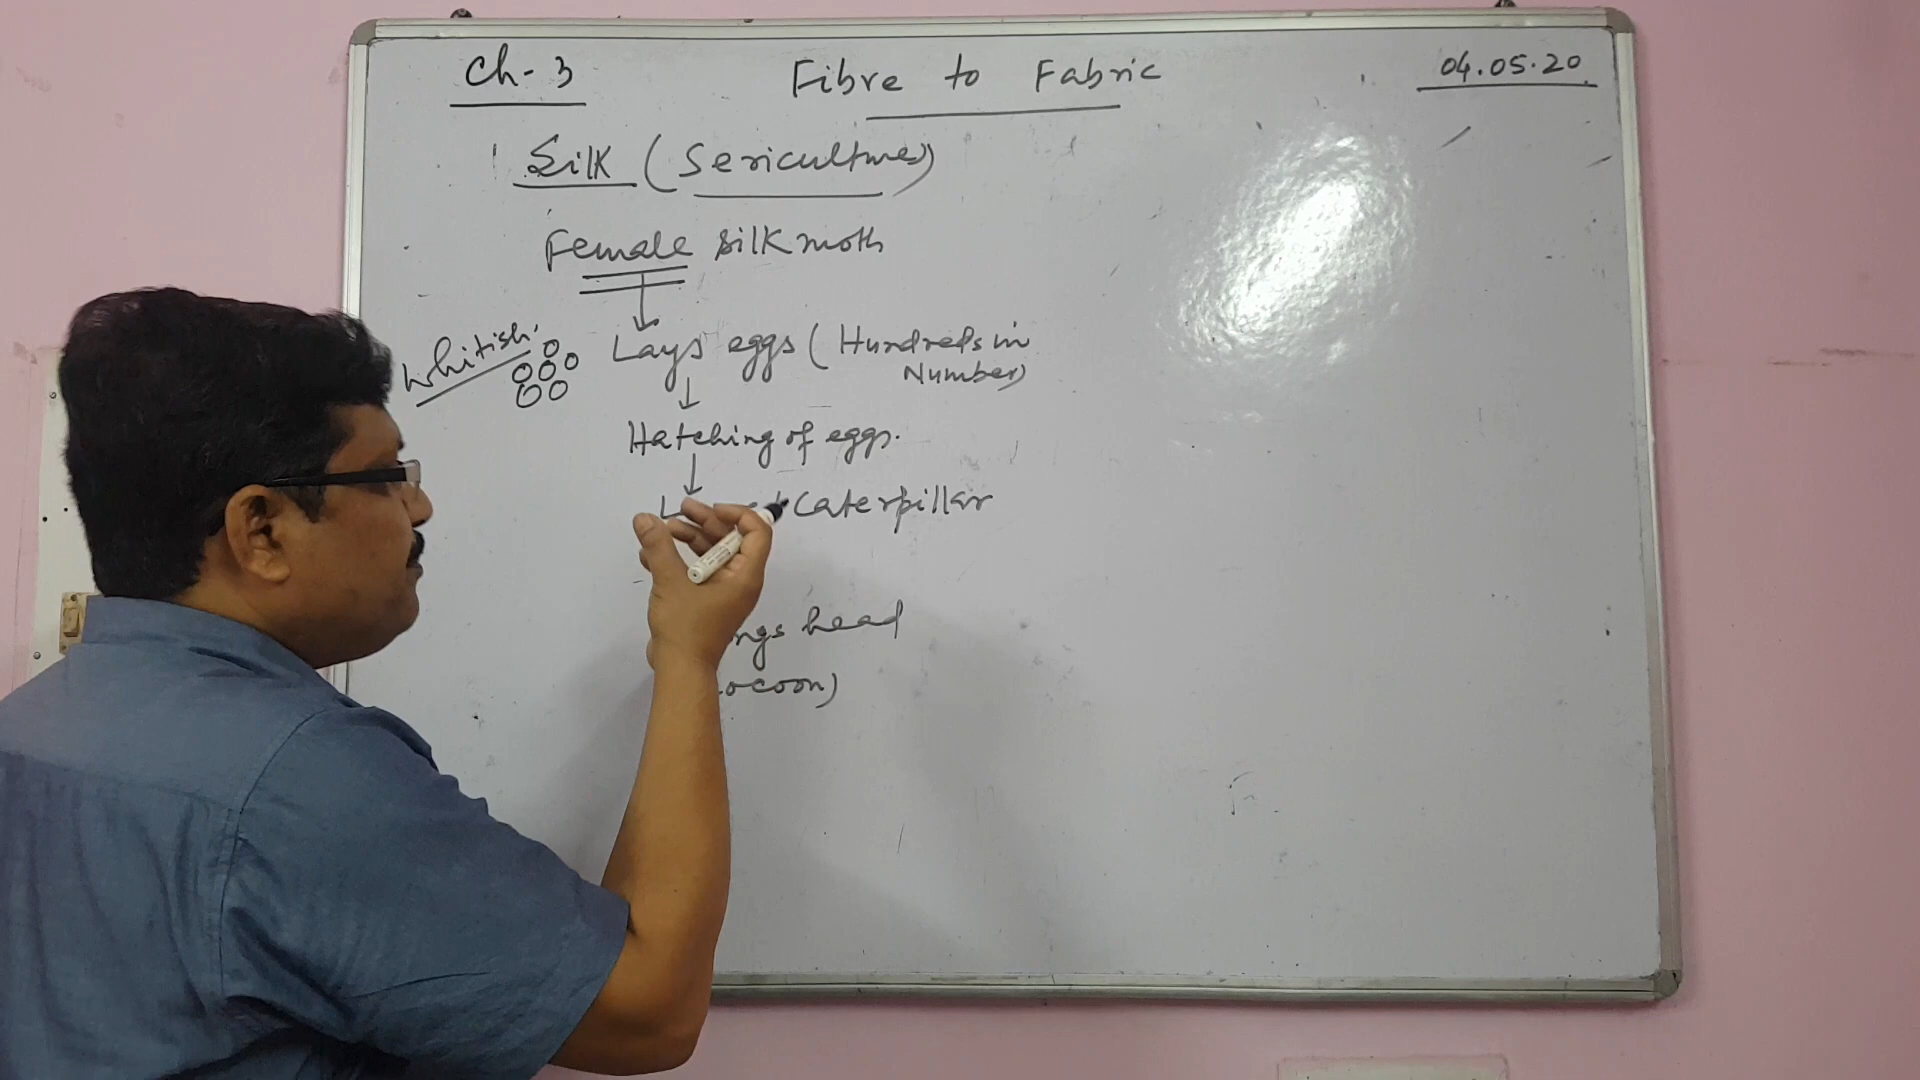 Ch-3 Fibre to Fabric 04.05.20
Silk (Sericulture)
Female silk moth
Whitish
Lays eggs (Hundreds in
Number)
Hatching of eggs.
Caterpillar
head